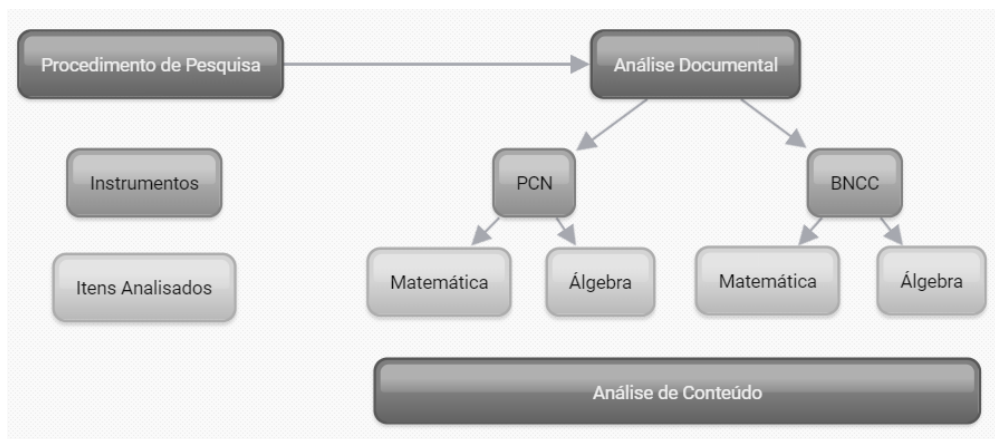 Procedimento de Pesquisa
Análise Documental
Instrumentos
PCN
BNCC
Itens Analisados
Matemática
Álgebra
Matemática
Álgebra
Análise de Conteúdo